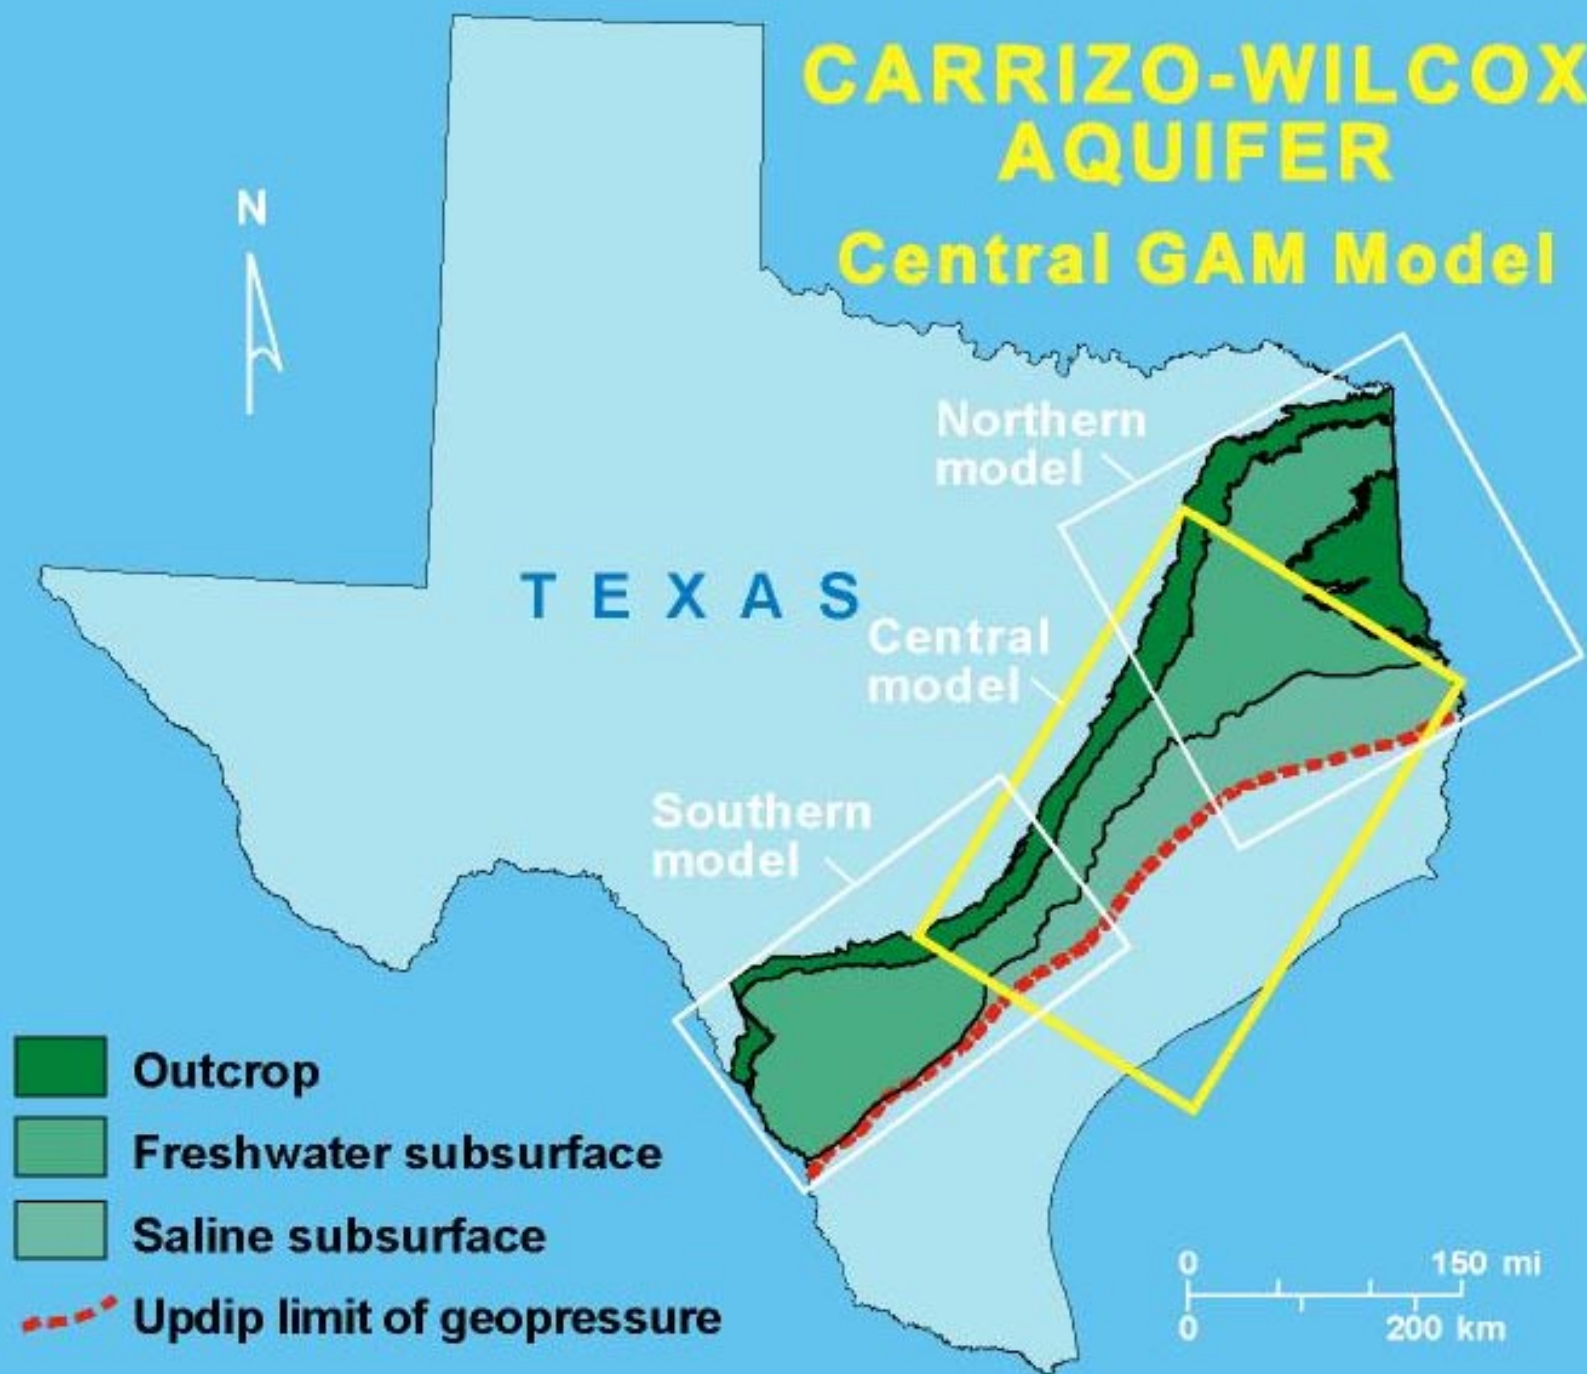 CARRIZO-WILCOX
AQUIFER
Central GAM Model
N
Northern
model
TEXAS
Central
model
Southern
model
Outcrop
Freshwater subsurface
Saline subsurface
Updip limit of geopressure
0 150 mi
0 200 km